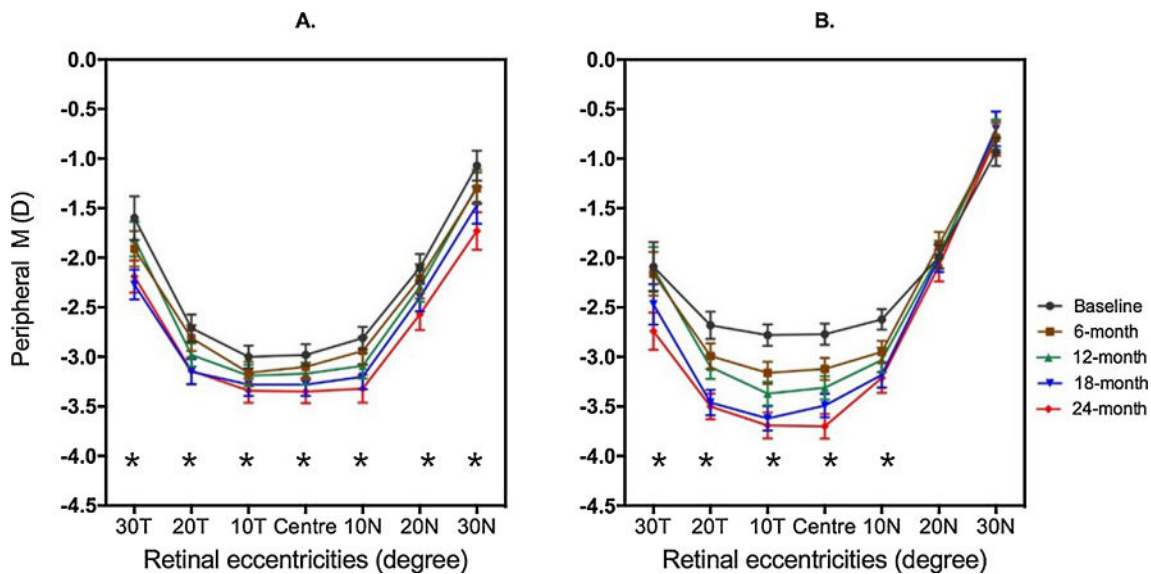 A.
0.0
-0.5
-1.0
-1.5
-2.0
-2.5
-3.0
-3.5
-4.0
-4.5
Peripheral M (D)
* * * * * * *
30T 20T 10T Centre 10N 20N 30N
Retinal eccentricities (degree)
B.
0.0
-0.5
-1.0
-1.5
-2.0
-2.5
-3.0
-3.5
-4.0
-4.5
* * * * *
30T 20T 10T Centre 10N 20N 30N
Retinal eccentricities (degree)
Baseline
6-month
12-month
18-month
24-month